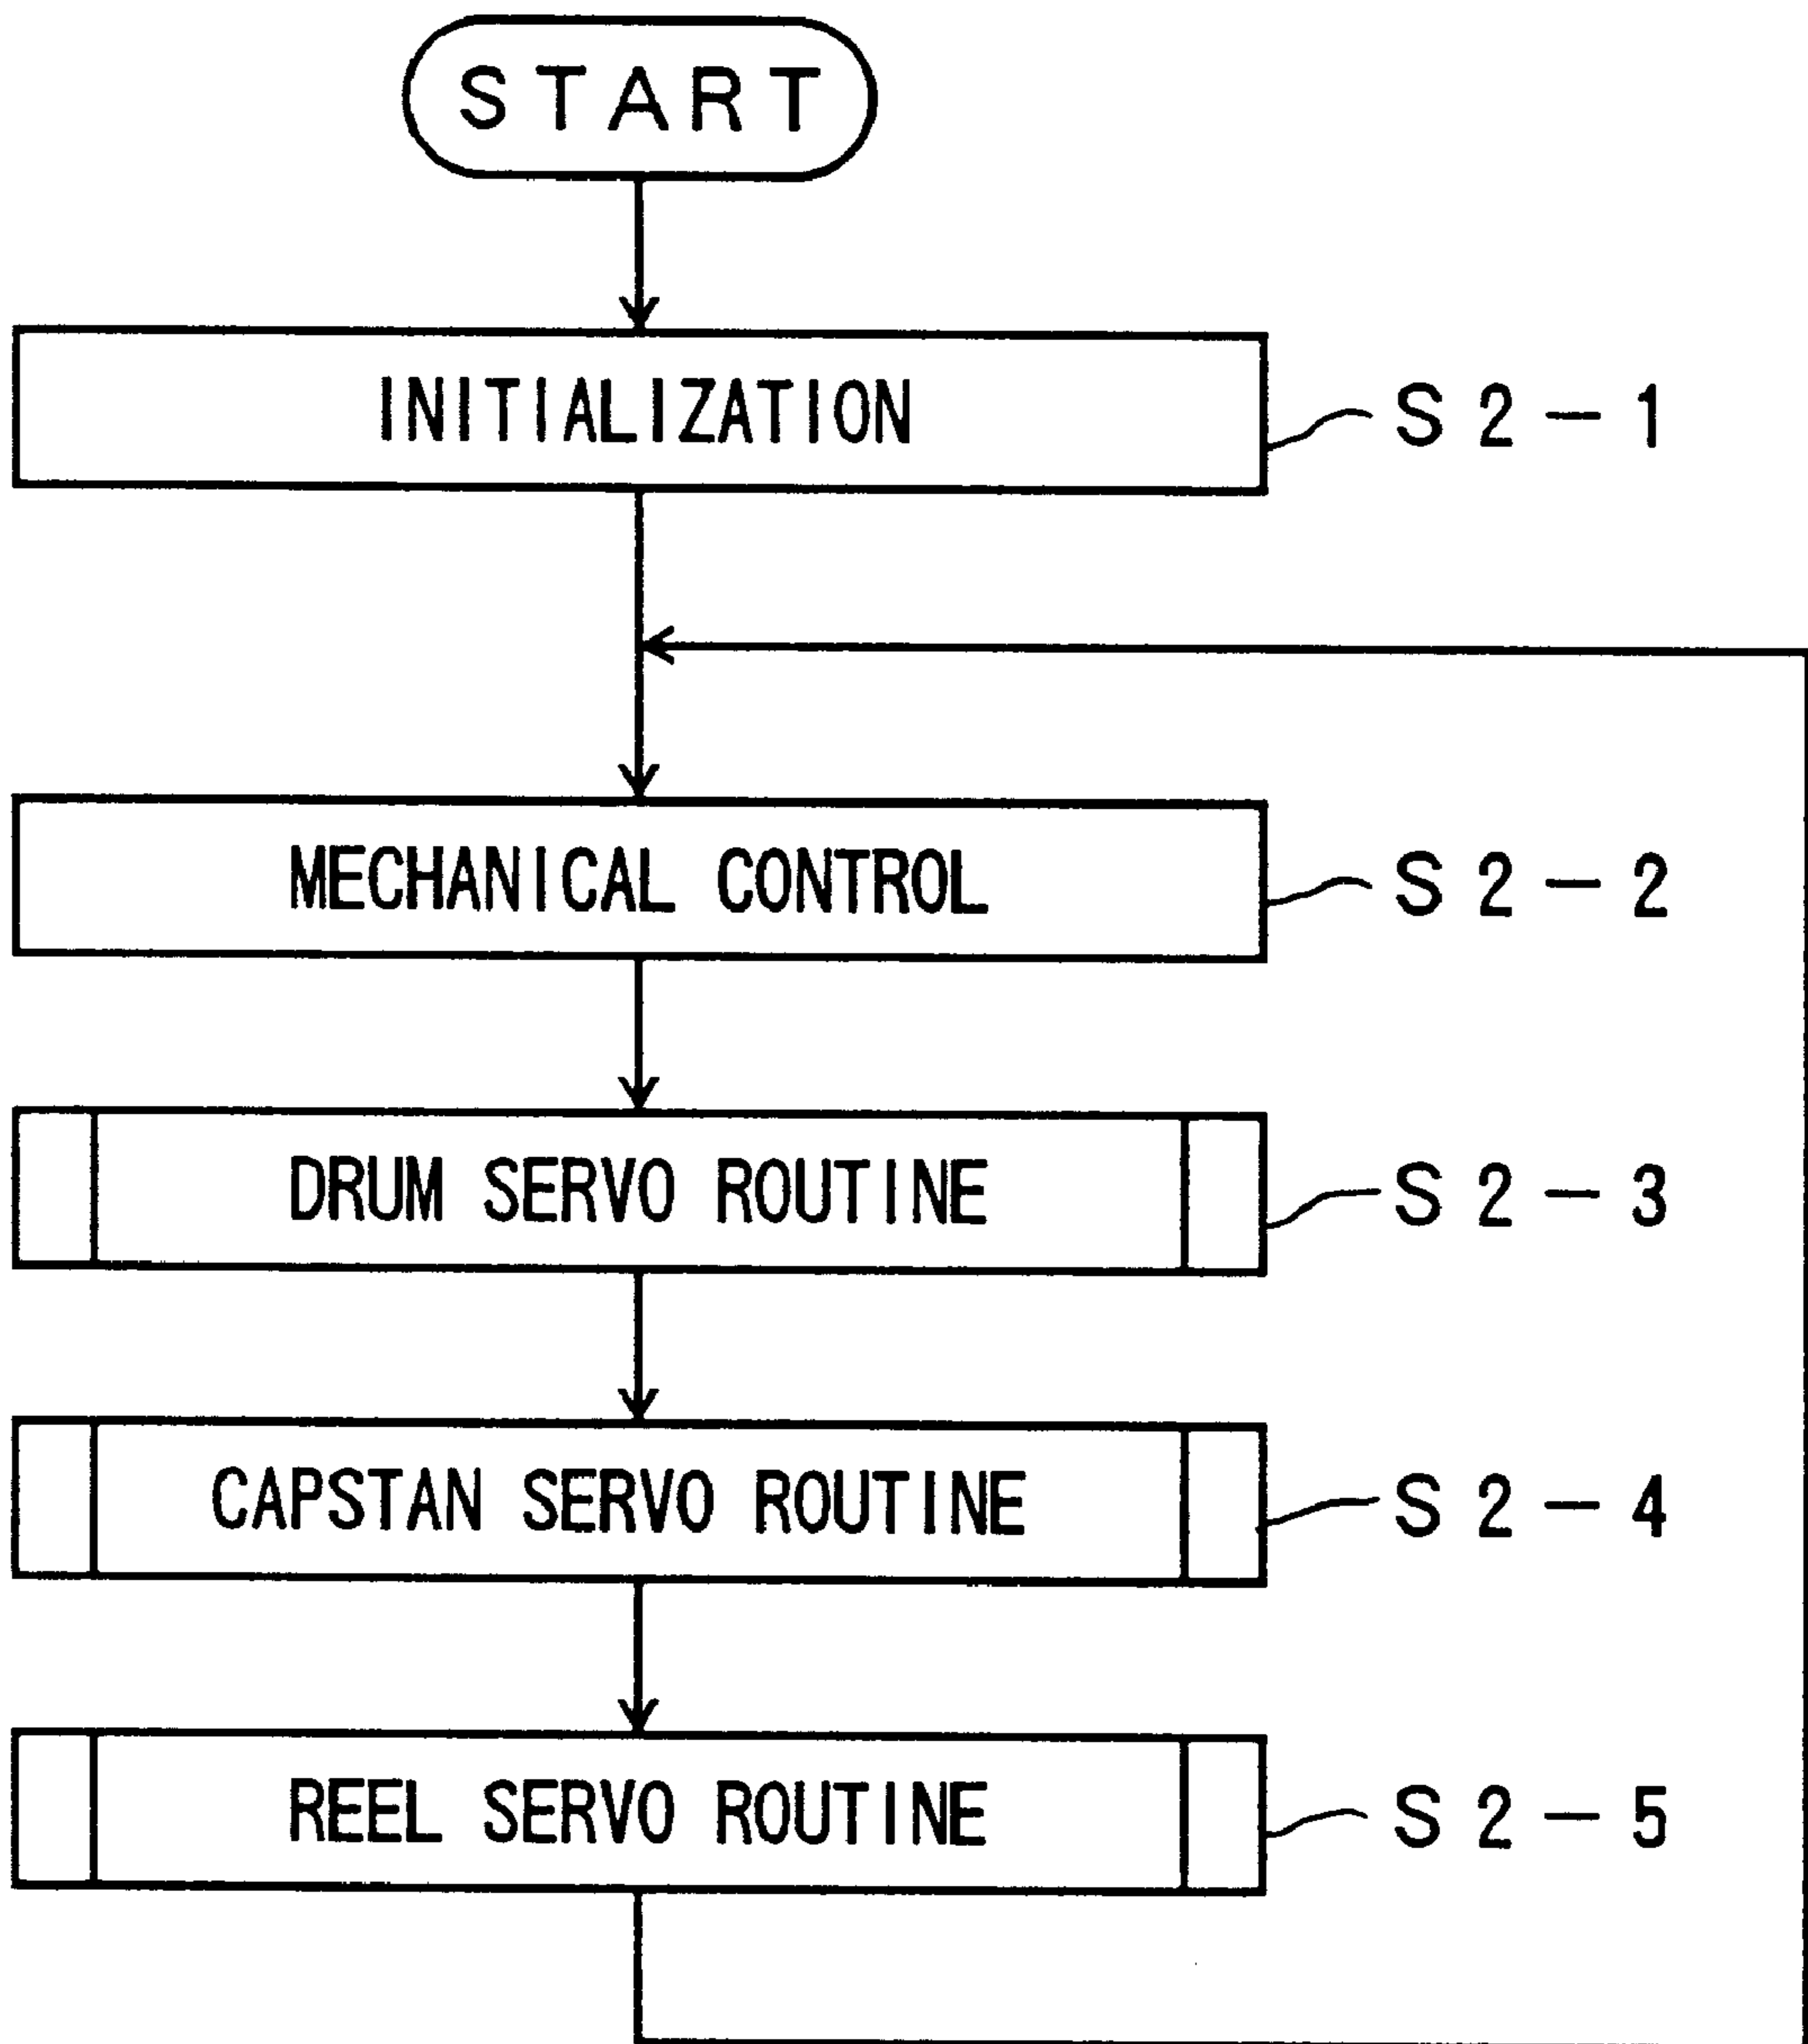 START
INITIALIZATION S2-1
MECHANICAL CONTROL S2-2
DRUM SERVO ROUTINE S2-3
CAPSTAN SERVO ROUTINE S2-4
REEL SERVO ROUTINE S2-5